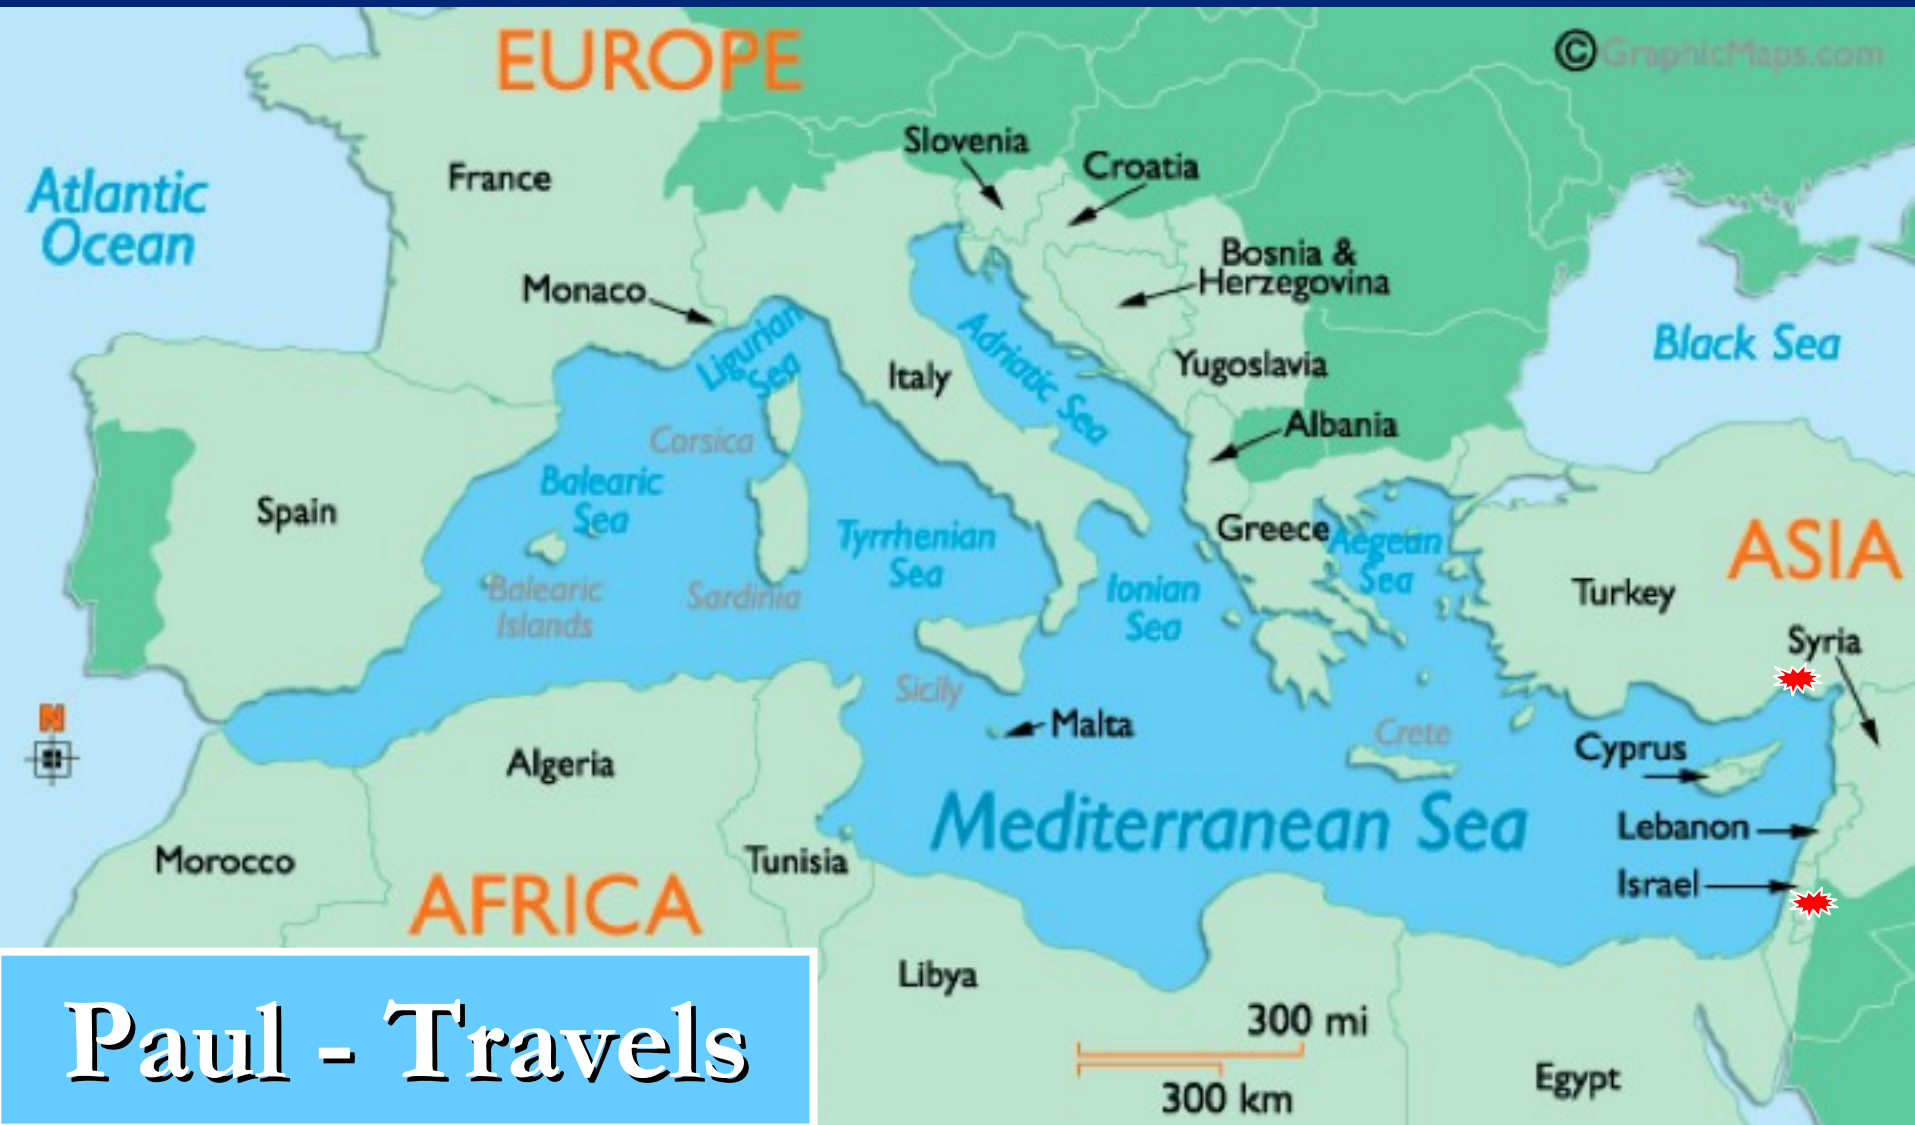 EUROPE
© GraphicMaps.com
Slovenia
Croatia
Atlantic
Ocean
France
Bosnia &
Herzegovina
Monaco
Ligurian
Sea
Adriatic Sea
Black Sea
Yugoslavia
Italy
Albania
Corsica
Balearic
Sea
Spain
Greece
Aegean
Sea
ASIA
Tyrrhenian
Sea
Turkey
Balearic
Islands
Sardinia
Ionian
Sea
Syria
Sicily
N
Malta
Crete
Cyprus
Algeria
Mediterranean Sea
Lebanon
Morocco
Tunisia
Israel
AFRICA
Libya
300 mi
300 km
Egypt
Paul - Travels